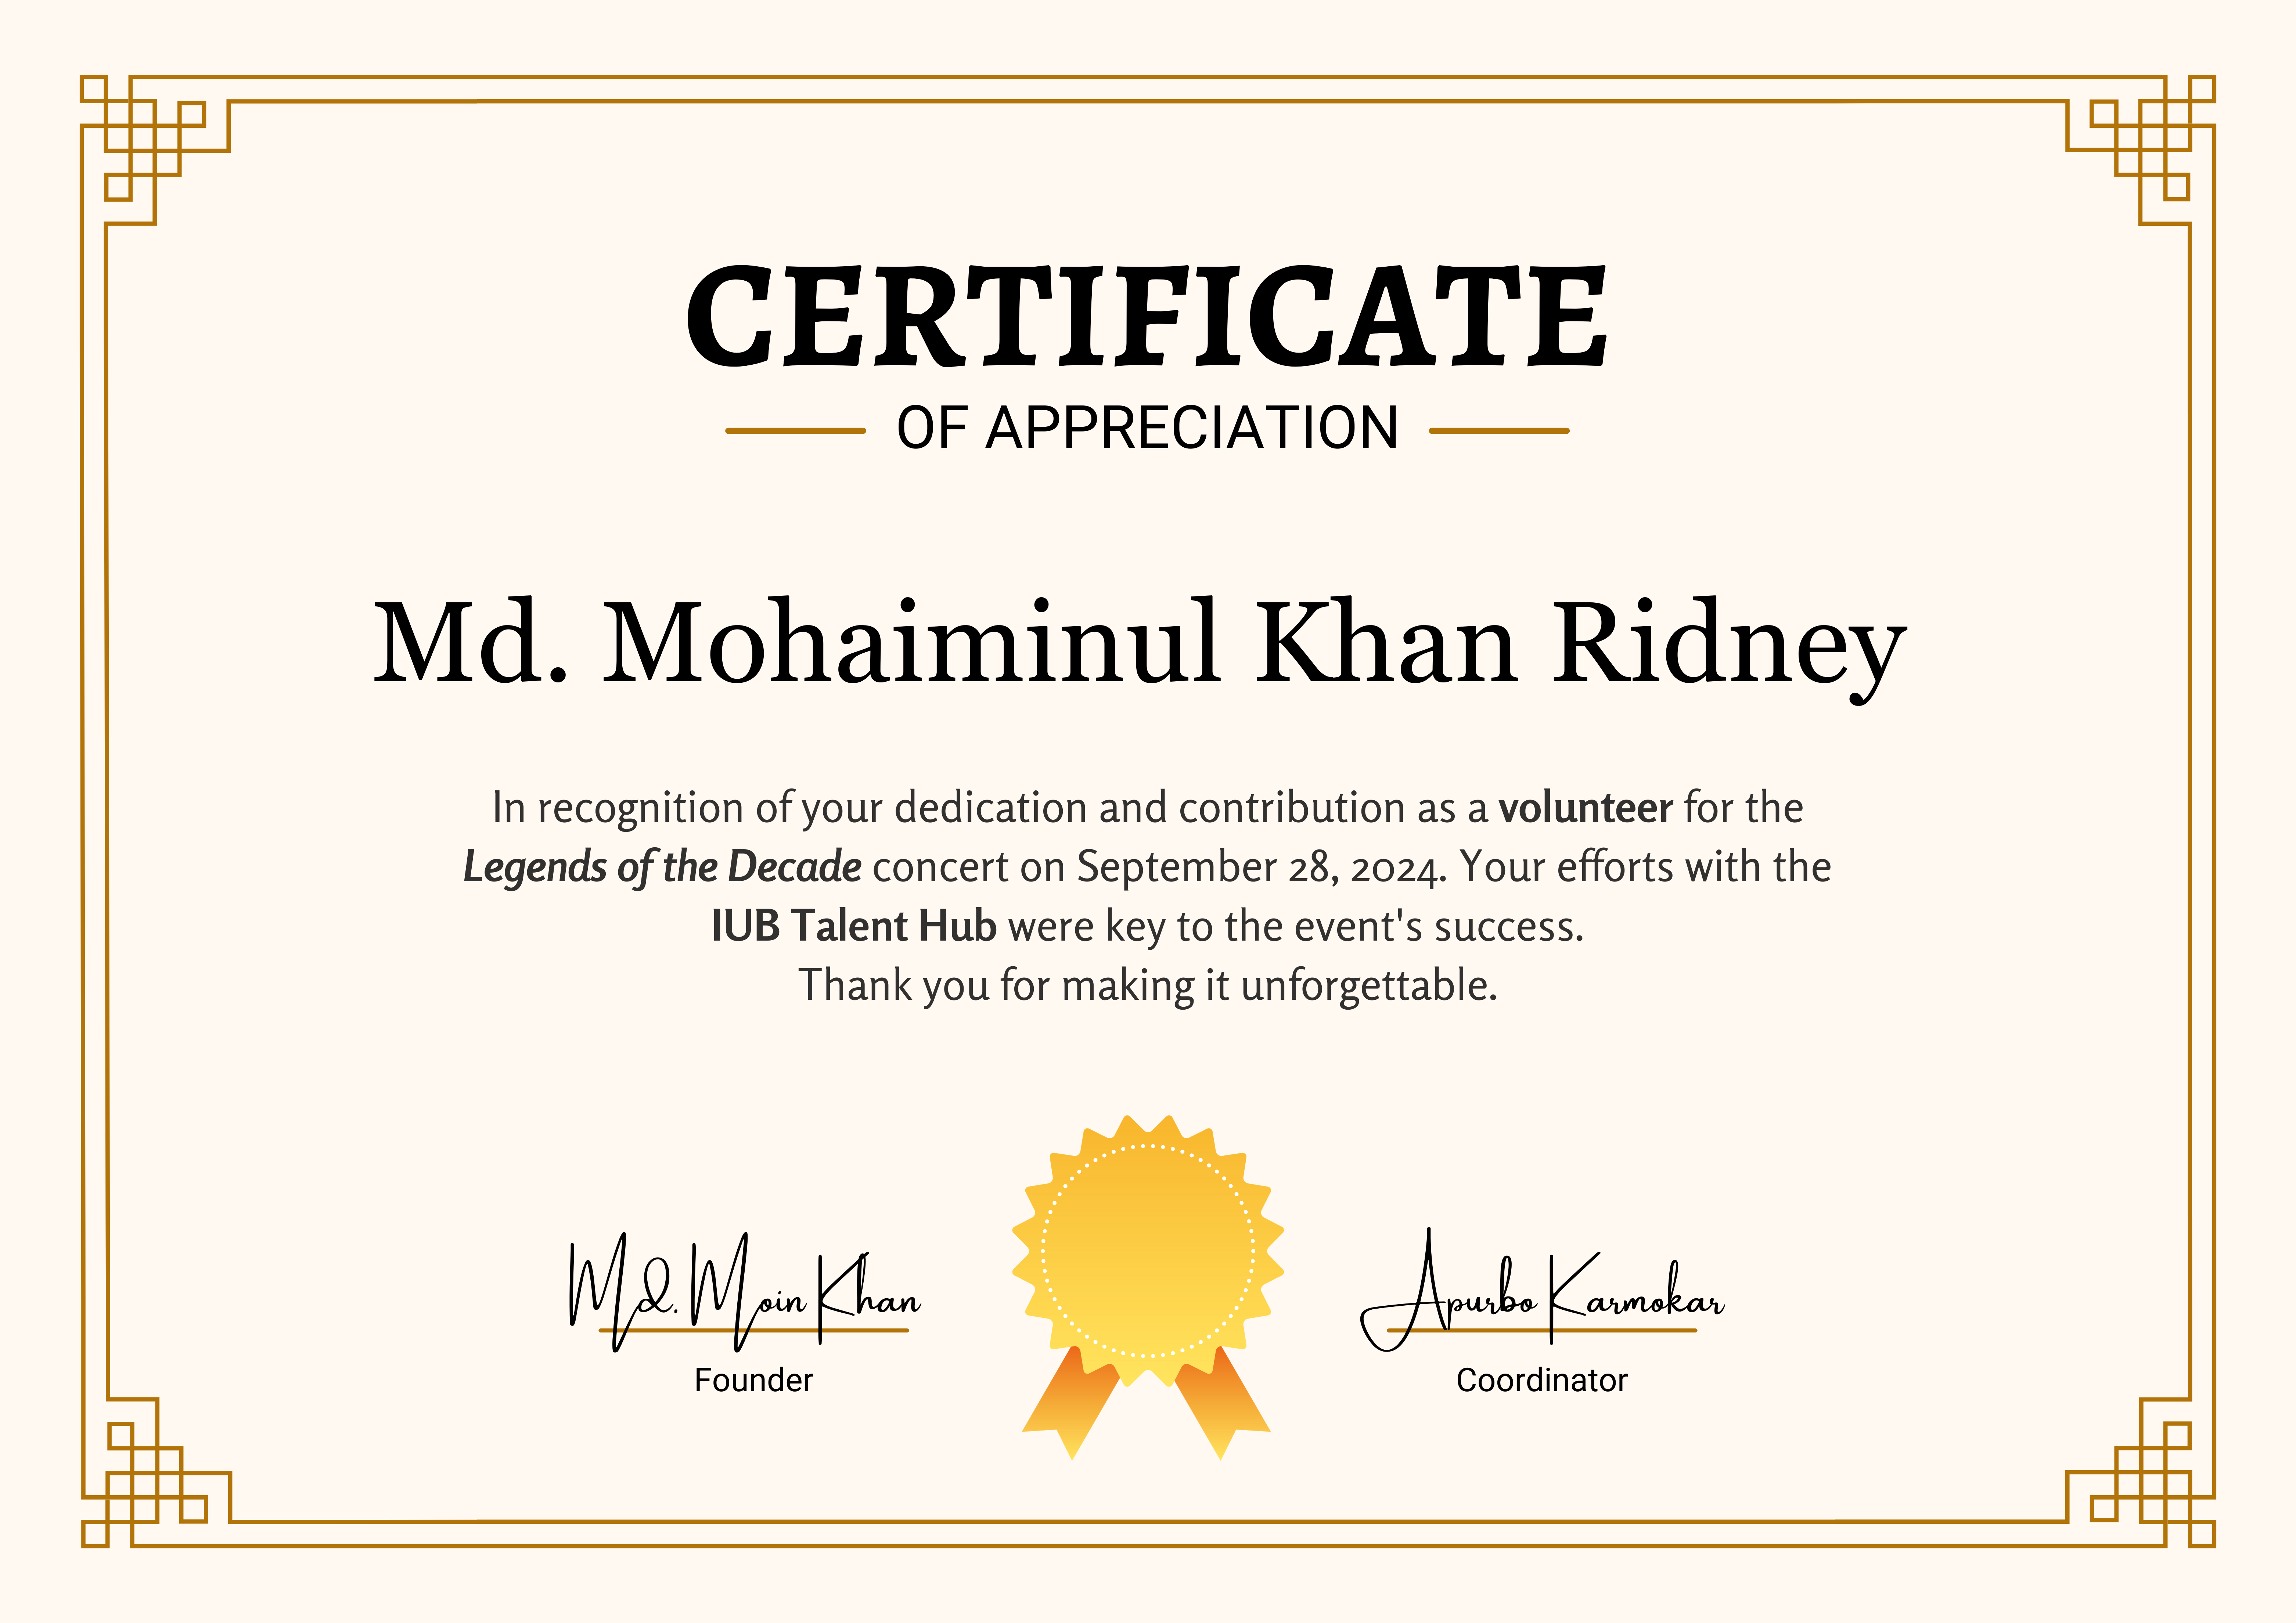 CERTIFICATE
OF APPRECIATION
Md. Mohaiminul Khan Ridney
In recognition of your dedication and contribution as a volunteer for the
Legends of the Decade concert on September 28, 2024. Your efforts with the
IUB Talent Hub were key to the event's success.
Thank you for making it unforgettable.
Md. Moin Khan
Founder
Apurbo Karmokar
Coordinator